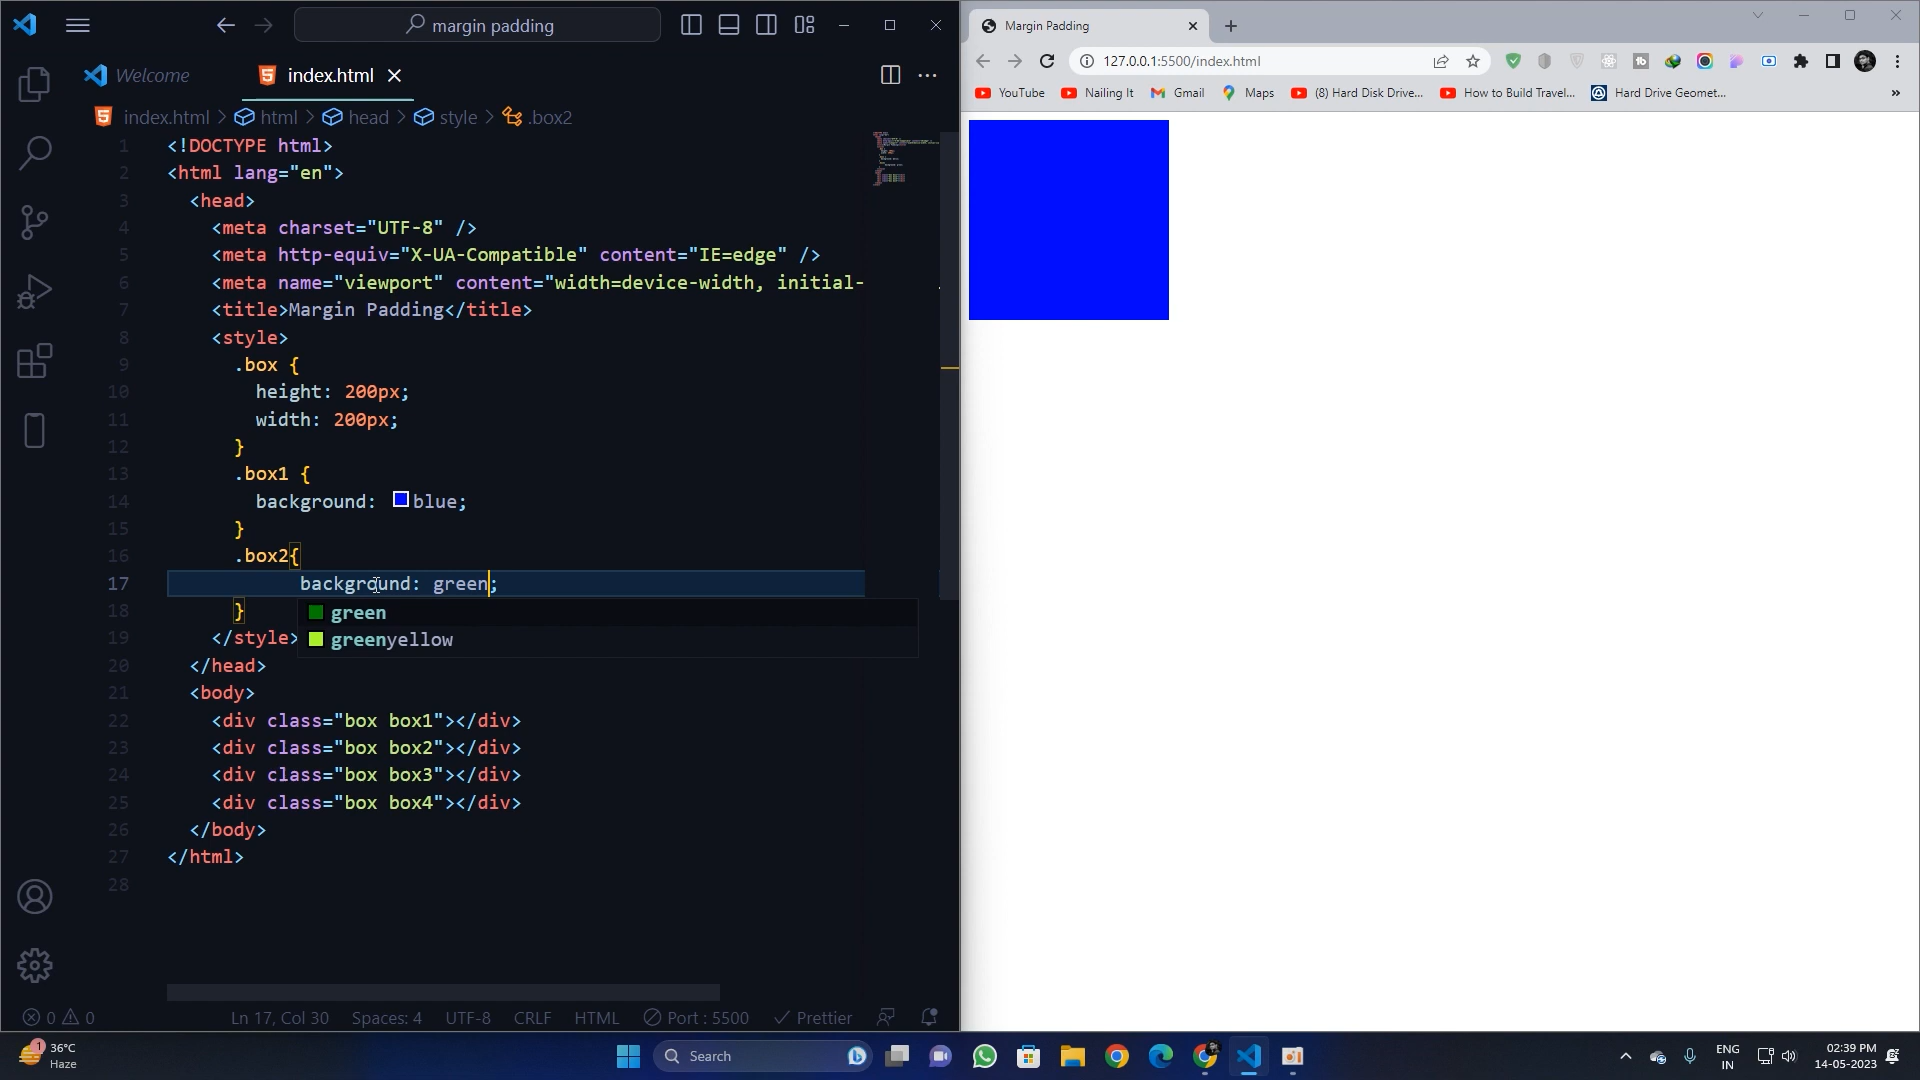 margin padding
Welcome
index.html
index.html > html > head > style > .box2
1 <!DOCTYPE html>
2 <html lang="en">
3 <head>
4 <meta charset="UTF-8" />
5 <meta http-equiv="X-UA-Compatible" content="IE=edge" />
6 <meta name="viewport" content="width=device-width, initial-
7 <title>Margin Padding</title>
8 <style>
9 .box {
10 height: 200px;
11 width: 200px;
12 }
13 .box1 {
14 background: blue;
15 }
16 .box2{
17 background: green;
green
greenyellow
18 }
19 </style>
20 </head>
21 <body>
22 <div class="box box1"></div>
23 <div class="box box2"></div>
24 <div class="box box3"></div>
25 <div class="box box4"></div>
26 </body>
27 </html>
28
0 0 Ln 17, Col 30 Spaces: 4 UTF-8 CRLF HTML Port : 5500 Prettier
Margin Padding
127.0.0.1:5500/index.html
YouTube Nailing It Gmail Maps (8) Hard Disk Drive... How to Build Travel... Hard Drive Geomet... »
1
36°C
Haze
Search
ENG
IN
02:39 PM
14-05-2023